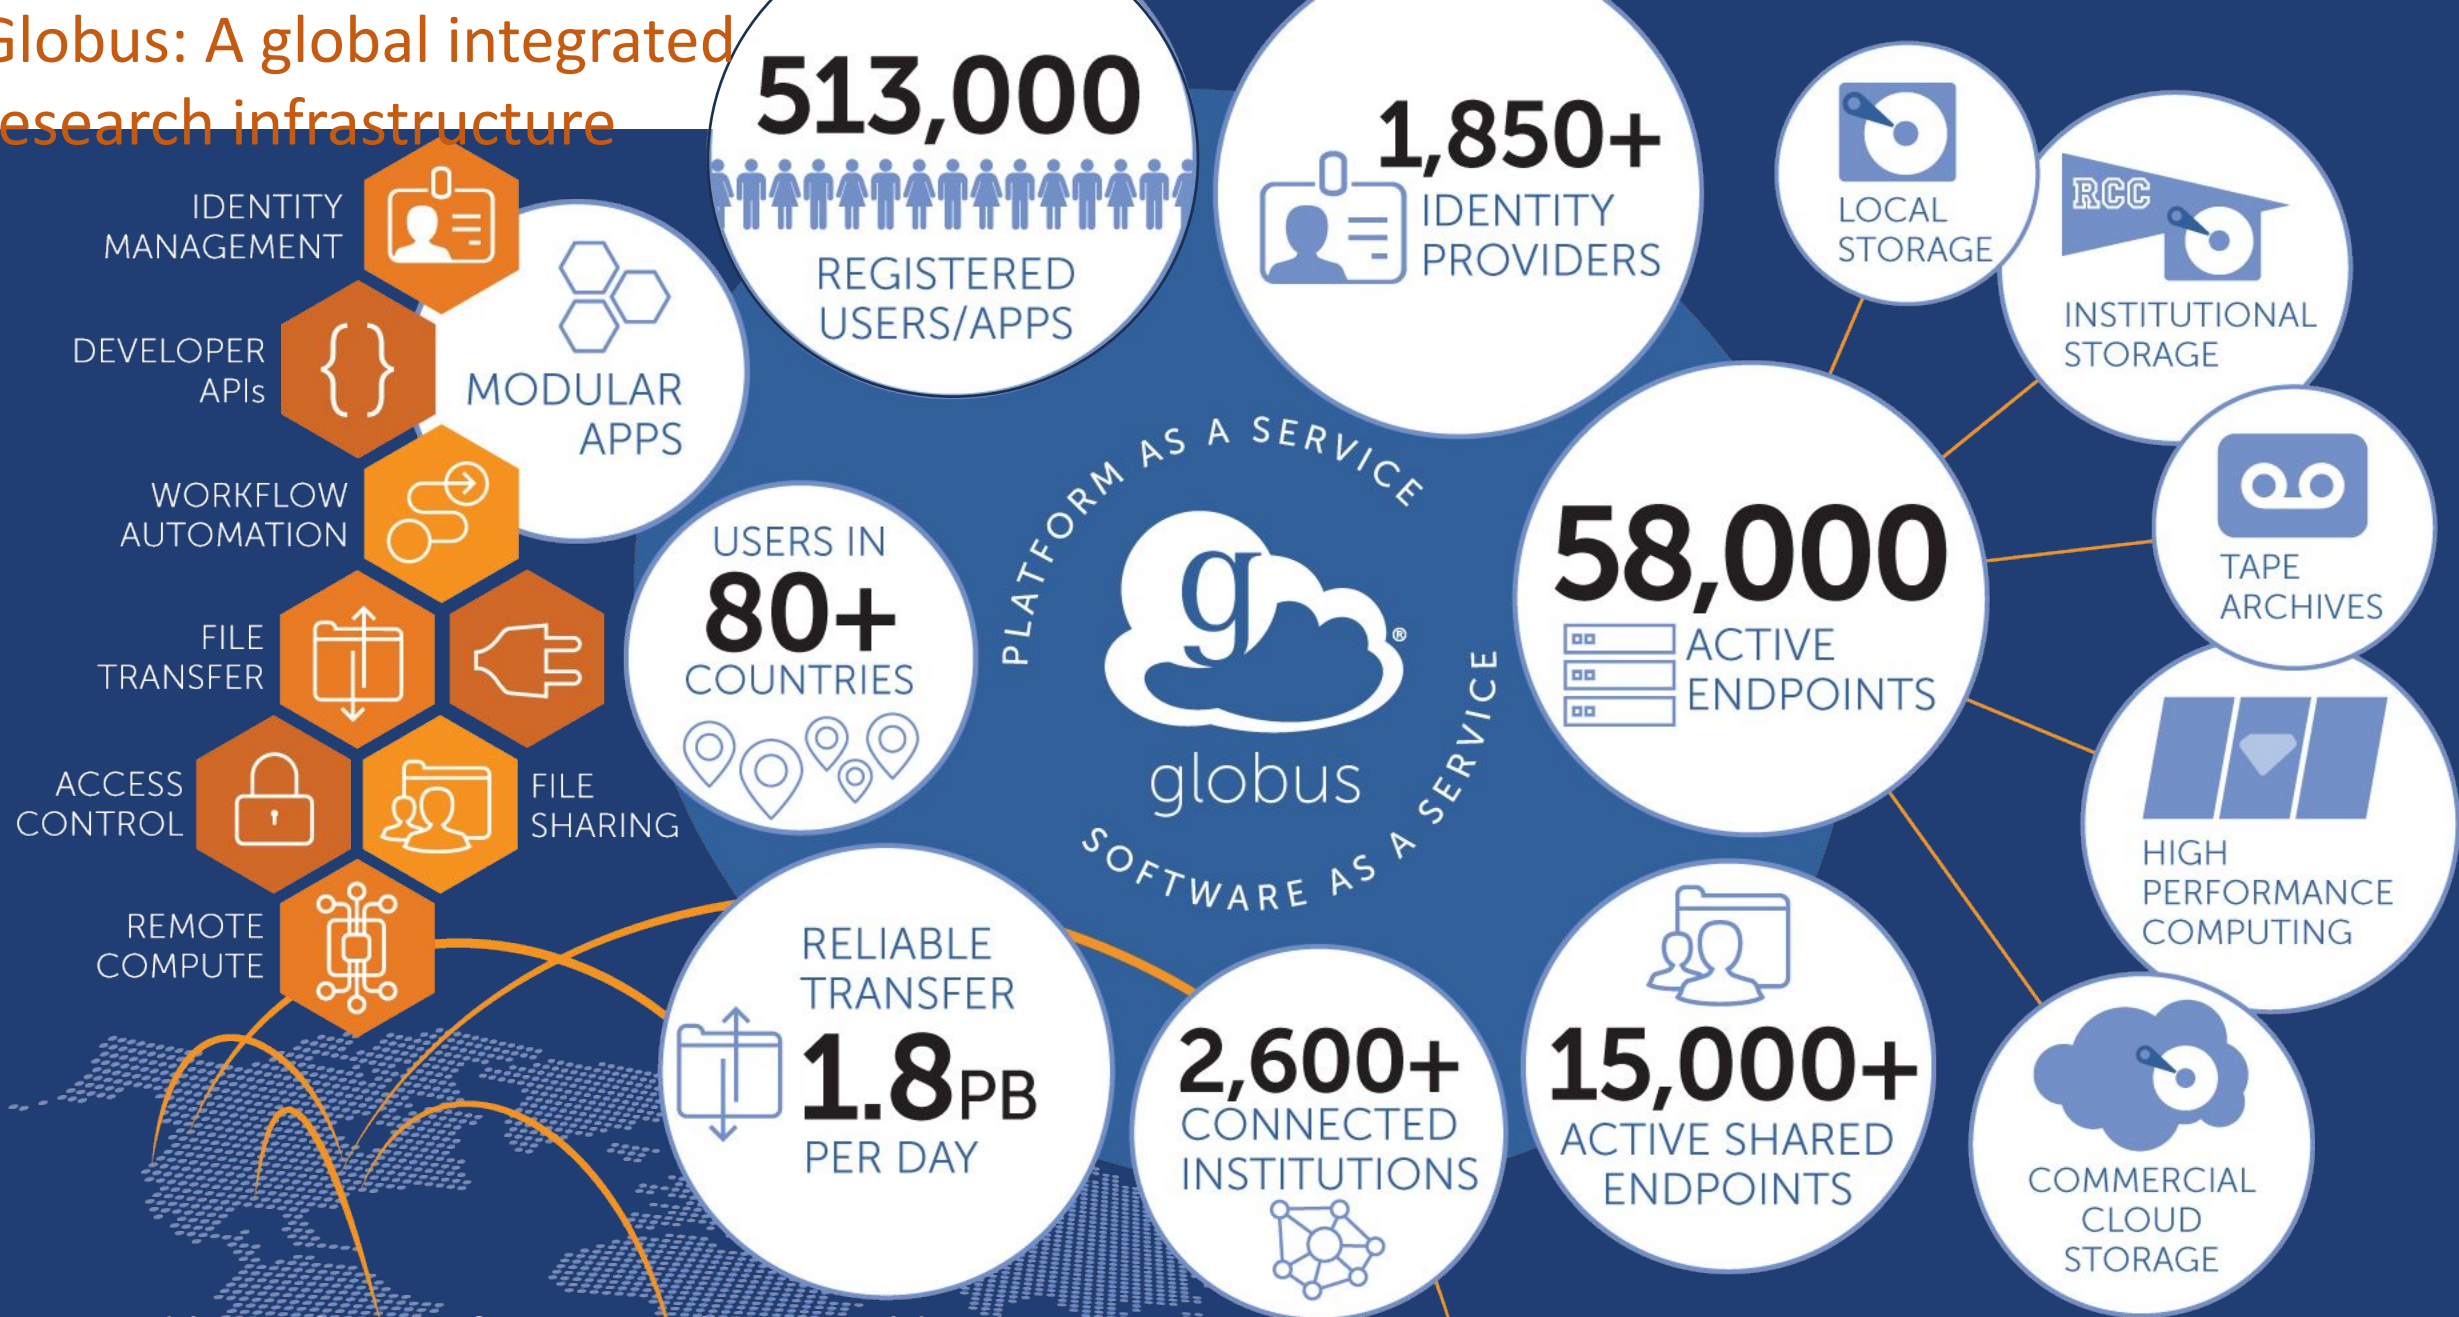 Globus: A global integrated
esearch infrastructure
IDENTITY
MANAGEMENT
DEVELOPER
APIs
WORKFLOW
AUTOMATION
FILE
TRANSFER
ACCESS
CONTROL
FILE
SHARING
REMOTE
COMPUTE
MODULAR
APPS
513,000
REGISTERED
USERS/APPS
1,850+
IDENTITY
PROVIDERS
USERS IN
80+
COUNTRIES
PLATFORM AS A SERVICE
g
®
globus
SOFTWARE AS A SERVICE
58,000
ACTIVE
ENDPOINTS
RELIABLE
TRANSFER
1.8PB
PER DAY
2,600+
CONNECTED
INSTITUTIONS
15,000+
ACTIVE SHARED
ENDPOINTS
LOCAL
STORAGE
RCC
INSTITUTIONAL
STORAGE
TAPE
ARCHIVES
HIGH
PERFORMANCE
COMPUTING
COMMERCIAL
CLOUD
STORAGE